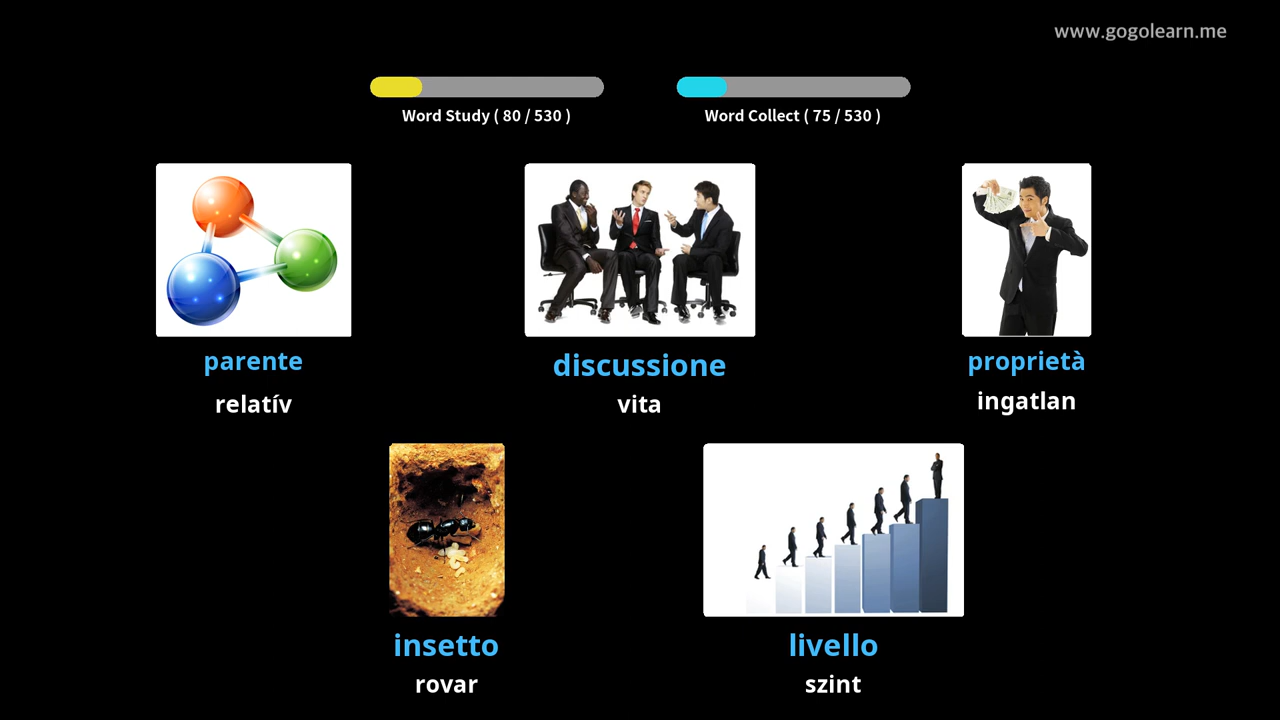 www.gogolearn.me
Word Study ( 80 / 530 )
Word Collect ( 75 / 530 )
parente
relatív
discussione
vita
proprietà
ingatlan
insetto
rovar
livello
szint